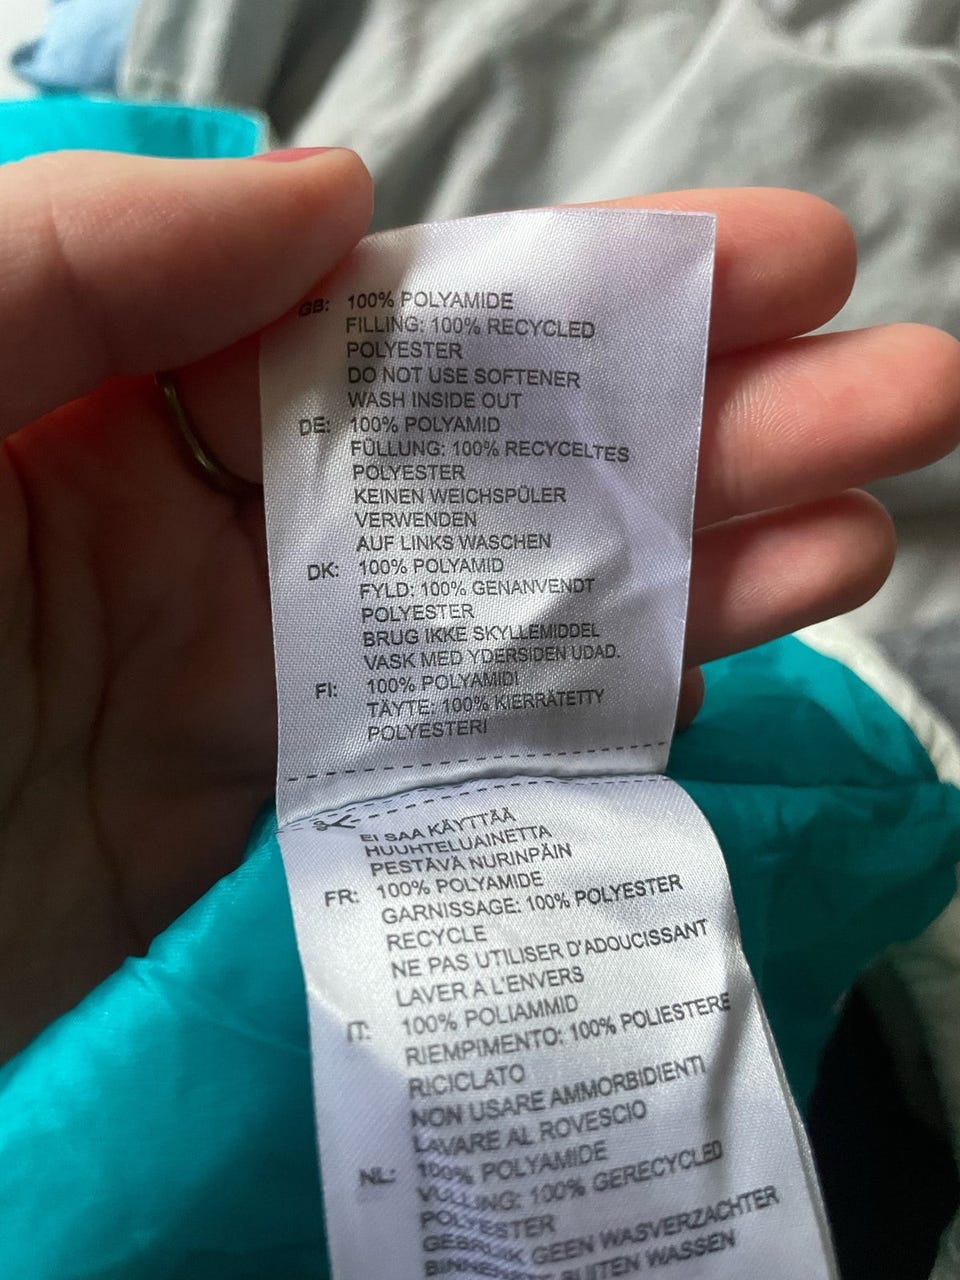 GB: 100% POLYAMIDE
FILLING: 100% RECYCLED
POLYESTER
DO NOT USE SOFTENER
WASH INSIDE OUT
DE: 100% POLYAMID
FÜLLUNG: 100% RECYCELTES
POLYESTER
KEINEN WEICHSPÜLER
VERWENDEN
AUF LINKS WASCHEN
DK: 100% POLYAMID
FYLD: 100% GENANVENDT
POLYESTER
BRUG IKKE SKYLLEMIDDEL
VASK MED YDERSIDEN UDAD.
FI: 100% POLYAMIDI
TÄYTE: 100% KIERRÄTETTY
POLYESTERI
EI SAA KÄYTTÄÄ
HUUHTELUAINETTA
PESTÄVÄ NURINPÄIN
FR: 100% POLYAMIDE
GARNISSAGE: 100% POLYESTER
RECYCLE
NE PAS UTILISER D'ADOUCISSANT
LAVER A L'ENVERS
IT: 100% POLIAMMID
RIEMPIMENTO: 100% POLIESTERE
RICICLATO
NON USARE AMMORBIDIENTI
LAVARE AL ROVESCIO
NL: 100% POLYAMIDE
VULLING: 100% GERECYCLED
POLYESTER
GEBRUIK GEEN WASVERZACHTER
BUITEN WASSEN